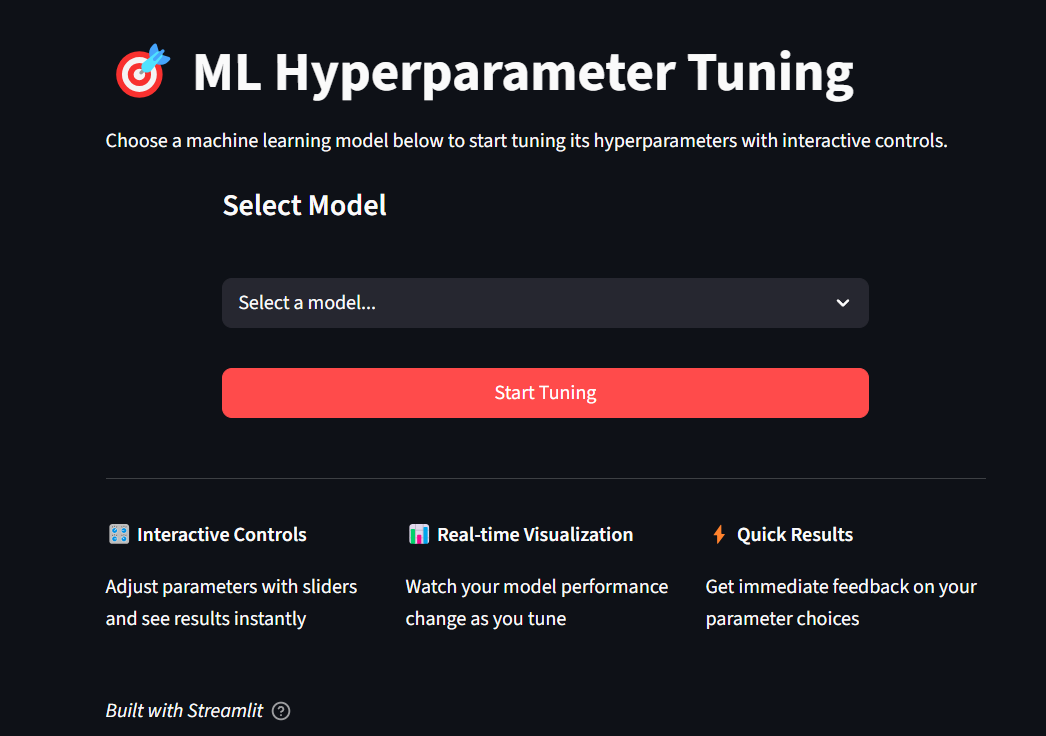 ML Hyperparameter Tuning
Choose a machine learning model below to start tuning its hyperparameters with interactive controls.
Select Model
Select a model...
Start Tuning
Interactive Controls
Adjust parameters with sliders
and see results instantly
Real-time Visualization
Watch your model performance
change as you tune
Quick Results
Get immediate feedback on your
parameter choices
Built with Streamlit